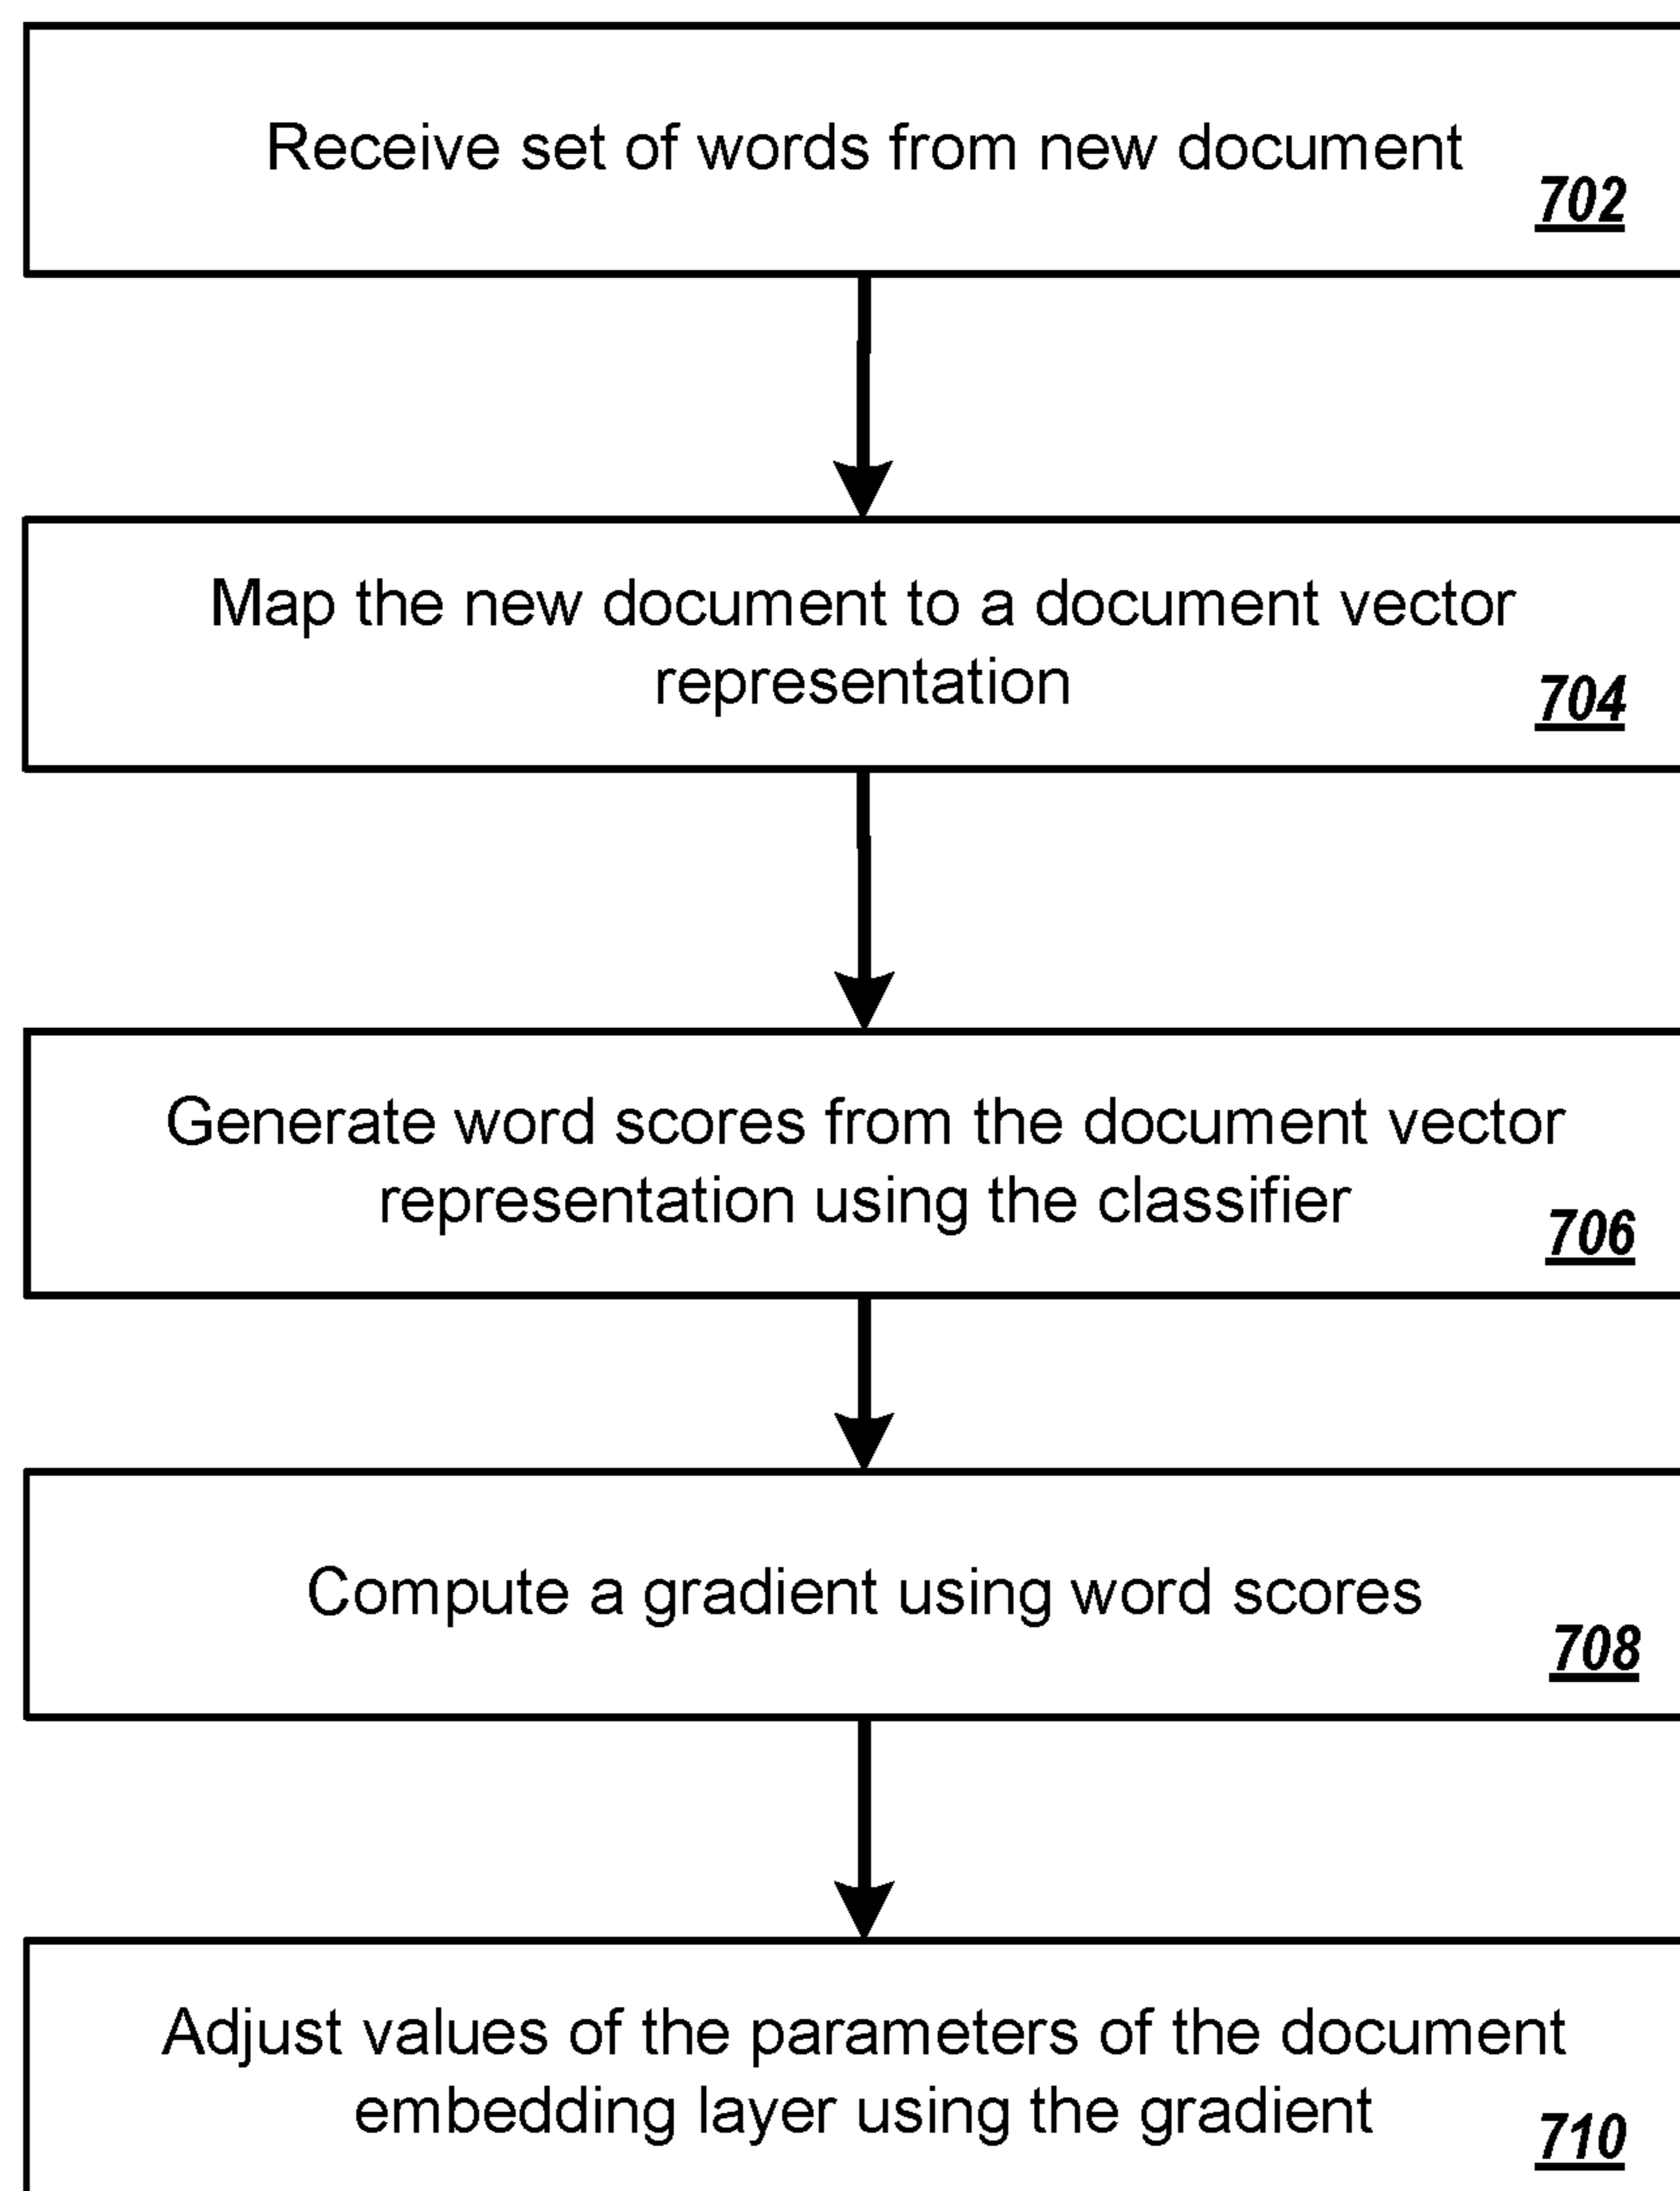 Receive set of words from new document
702
Map the new document to a document vector
representation
704
Generate word scores from the document vector
representation using the classifier
706
Compute a gradient using word scores
708
Adjust values of the parameters of the document
embedding layer using the gradient
710